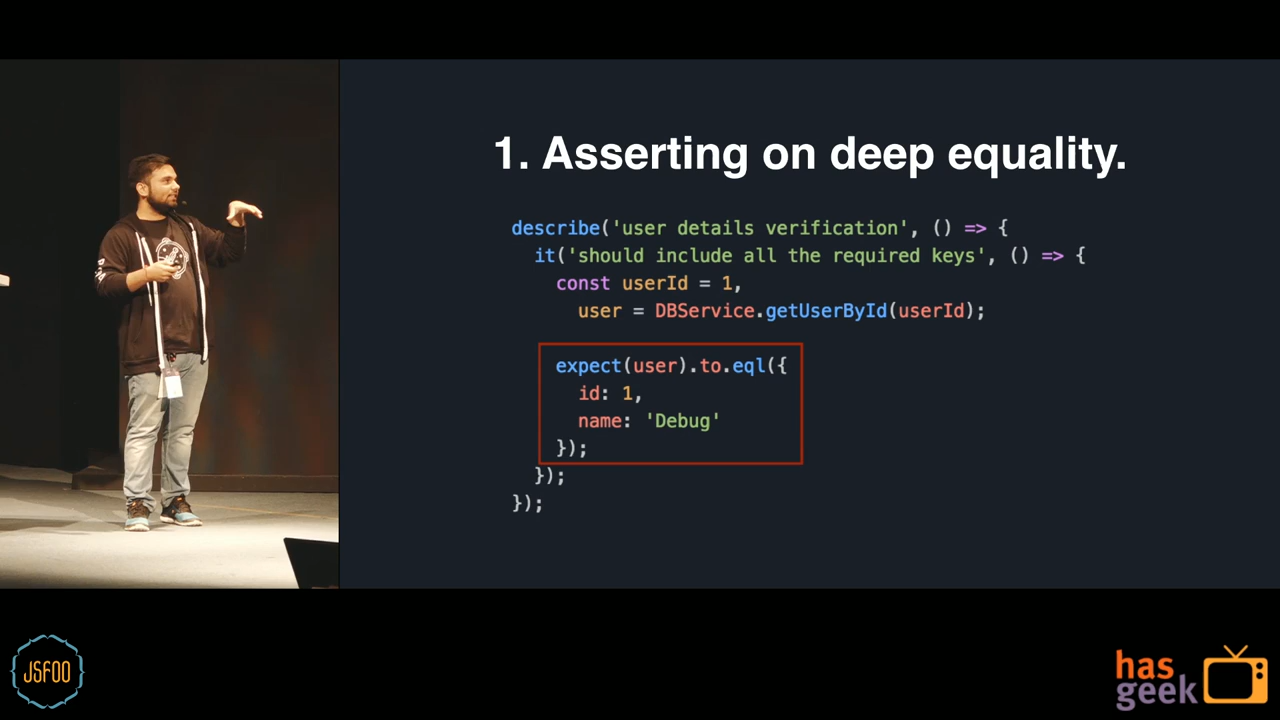 1. Asserting on deep equality.
describe('user details verification', () => {
it('should include all the required keys', () => {
const userId = 1,
user = DBService.getUserById(userId);
expect(user).to.eql({
id: 1,
name: 'Debug'
});
});
});
JSFOO
has
geek